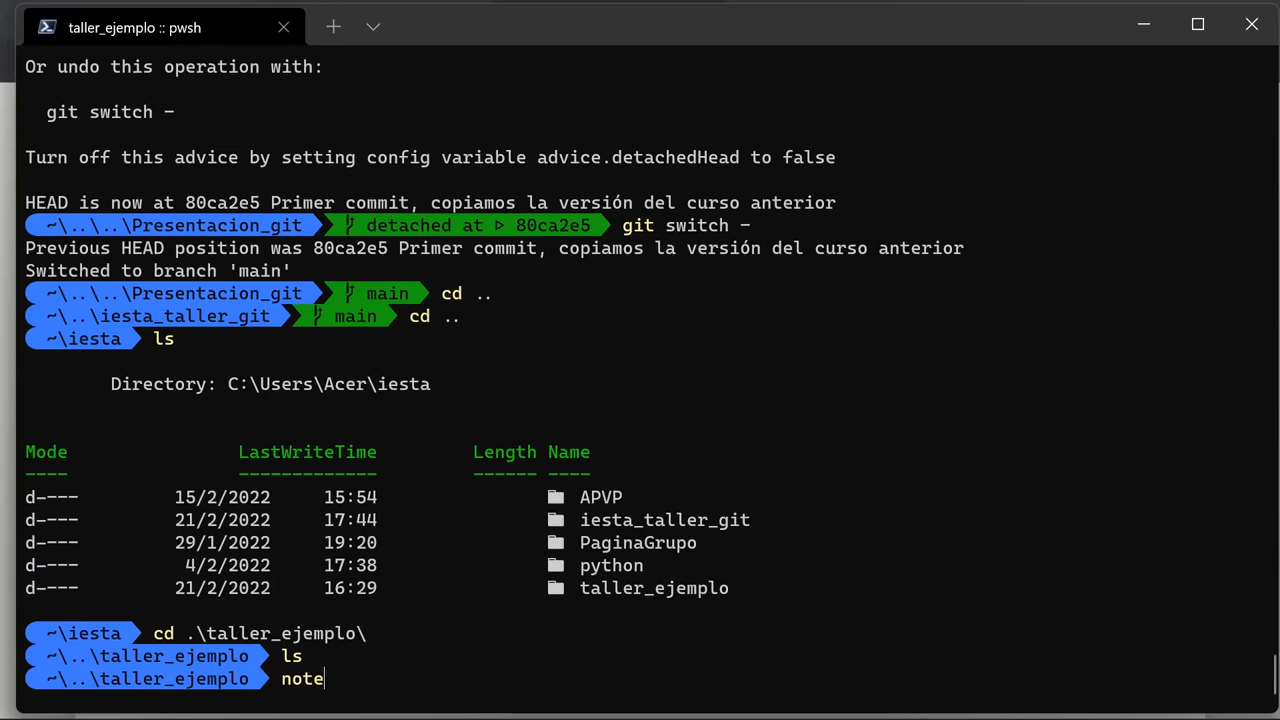 taller_ejemplo :: pwsh
Or undo this operation with:
git switch -
Turn off this advice by setting config variable advice.detachedHead to false
HEAD is now at 80ca2e5 Primer commit, copiamos la versión del curso anterior
~\..\..\Presentacion_git detached at ▷ 80ca2e5 git switch -
Previous HEAD position was 80ca2e5 Primer commit, copiamos la versión del curso anterior
Switched to branch 'main'
~\..\..\Presentacion_git main cd ..
~\..\iesta_taller_git main cd ..
~\iesta ls
Directory: C:\Users\Acer\iesta
Mode LastWriteTime Length Name
---- ------------- ------ ----
d---- 15/2/2022 15:54 APVP
d---- 21/2/2022 17:44 iesta_taller_git
d---- 29/1/2022 19:20 PaginaGrupo
d---- 4/2/2022 17:38 python
d---- 21/2/2022 16:29 taller_ejemplo
~\iesta cd .\taller_ejemplo\
~\..\taller_ejemplo ls
~\..\taller_ejemplo note